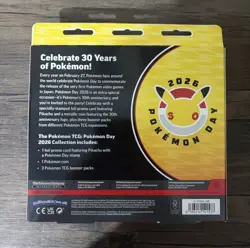 Celebrate 30 Years
of Pokémon!
Every year on February 27, Pokémon fans around
the world celebrate Pokémon Day to commemorate
the release of the very first Pokémon video games
in Japan. Pokémon Day 2026 is an extra special
occasion—it's Pokémon's 30th anniversary, and
you're invited to the party! Celebrate with a
specially stamped foil promo card featuring
Pikachu and a metallic coin featuring the 30th
anniversary logo, plus three booster packs
from different Pokémon TCG expansions.
The Pokémon TCG: Pokémon Day
2026 Collection includes:
• 1 foil promo card featuring Pikachu with
a Pokémon Day stamp
• 1 Pokémon coin
• 3 Pokémon TCG booster packs
2026
30
POKÉMON DAY